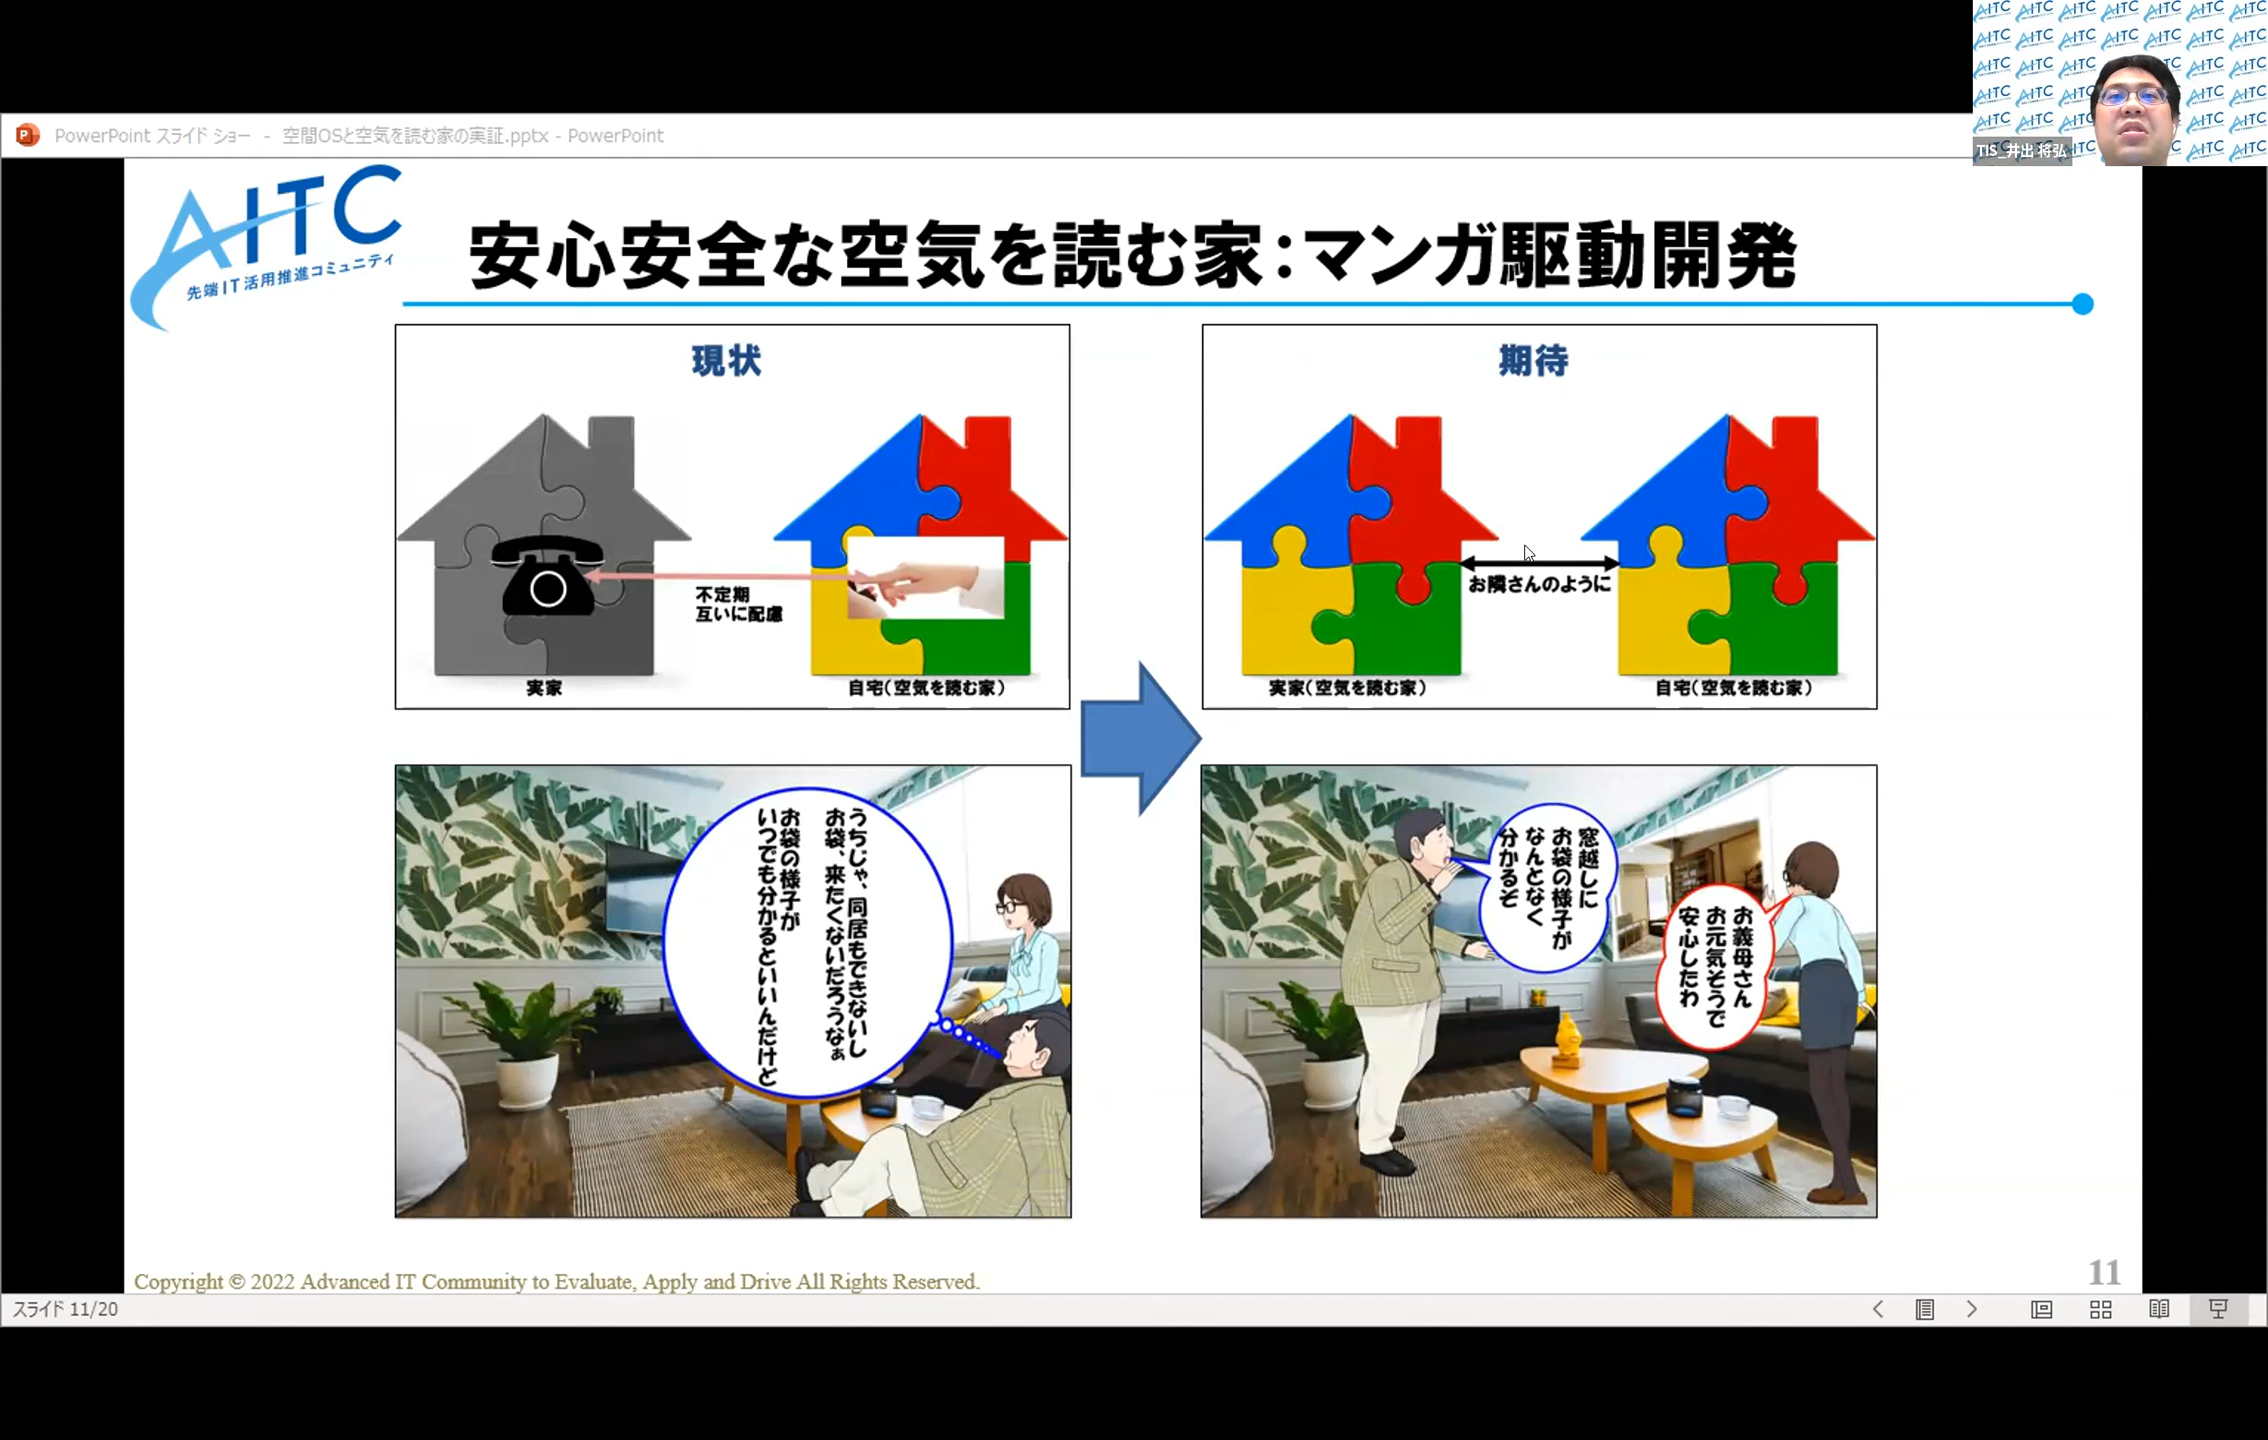 PowerPoint スライド ショー - 空間OSと空気を読む家の実証.pptx - PowerPoint
TIS_井出 将弘
AITC
先端IT活用推進コミュニティ
安心安全な空気を読む家:マンガ駆動開発
現状
不定期
互いに配慮
実家
自宅(空気を読む家)
期待
お隣さんのように
実家(空気を読む家)
自宅(空気を読む家)
うちじゃ、同居もできないし
お袋、来たくないだろうなぁ
お袋の様子が
いつでも分かるといいんだけど
窓越しに
お袋の様子が
なんとなく
分かるぞ
お義母さん
お元気そうで
安心したわ
Copyright © 2022 Advanced IT Community to Evaluate, Apply and Drive All Rights Reserved.
11
スライド 11/20